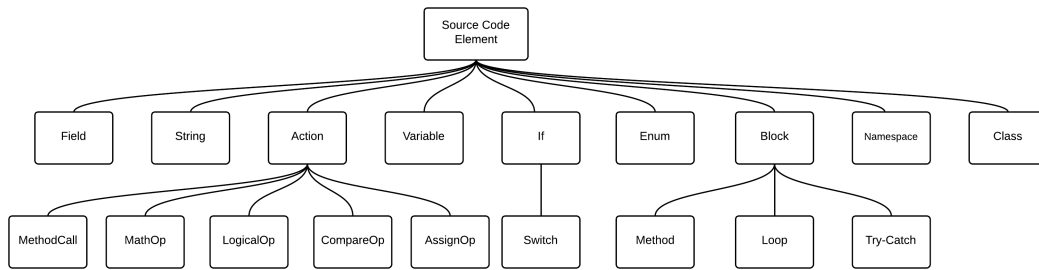 Source Code
Element
Field
String
Action
Variable
If
Enum
Block
Namespace
Class
MethodCall
MathOp
LogicalOp
CompareOp
AssignOp
Switch
Method
Loop
Try-Catch